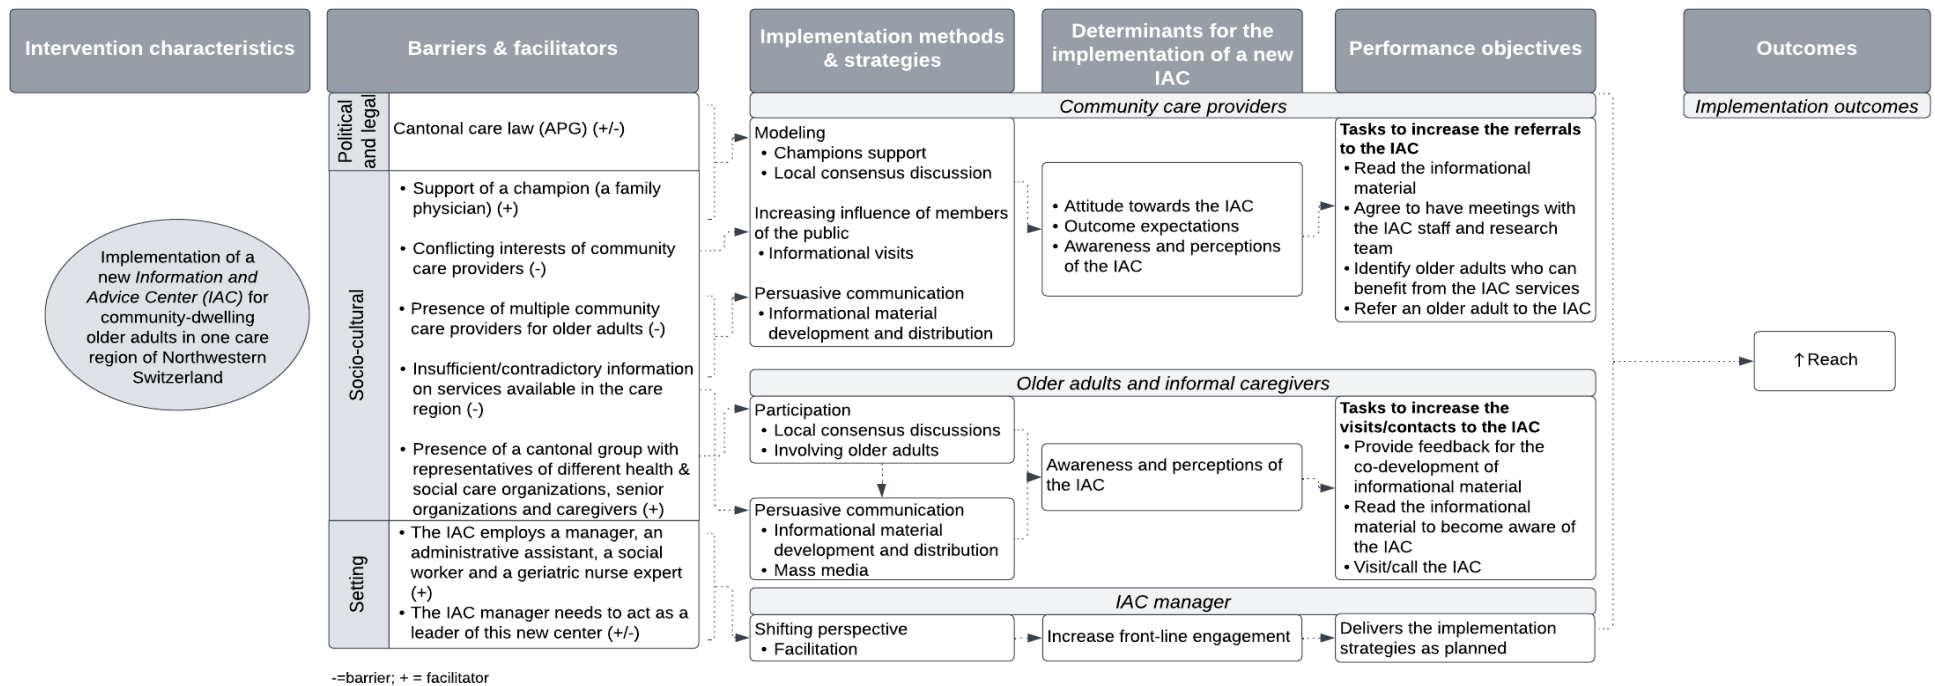 Intervention characteristics
Barriers & facilitators
Implementation methods
& strategies
Determinants for the
implementation of a new
IAC
Performance objectives
Outcomes
Implementation of a
new Information and
Advice Center (IAC) for
community-dwelling
older adults in one care
region of Northwestern
Switzerland
Political
and legal
Cantonal care law (APG) (+/-)
Socio-cultural
• Support of a champion (a family
physician) (+)
• Conflicting interests of community
care providers (-)
• Presence of multiple community
care providers for older adults (-)
• Insufficient/contradictory information
on services available in the care
region (-)
• Presence of a cantonal group with
representatives of different health &
social care organizations, senior
organizations and caregivers (+)
Setting
• The IAC employs a manager, an
administrative assistant, a social
worker and a geriatric nurse expert
(+)
• The IAC manager needs to act as a
leader of this new center (+/-)
-=barrier; + = facilitator
Community care providers
Modeling
• Champions support
• Local consensus discussion
Increasing influence of members
of the public
• Informational visits
Persuasive communication
• Informational material
development and distribution
• Attitude towards the IAC
• Outcome expectations
• Awareness and perceptions
of the IAC
Tasks to increase the referrals
to the IAC
• Read the informational
material
• Agree to have meetings with
the IAC staff and research
team
• Identify older adults who can
benefit from the IAC services
• Refer an older adult to the IAC
Older adults and informal caregivers
Participation
• Local consensus discussions
• Involving older adults
Persuasive communication
• Informational material
development and distribution
• Mass media
Awareness and perceptions of
the IAC
Tasks to increase the
visits/contacts to the IAC
• Provide feedback for the
co-development of
informational material
• Read the informational
material to become aware of
the IAC
• Visit/call the IAC
IAC manager
Shifting perspective
• Facilitation
Increase front-line engagement
Delivers the implementation
strategies as planned
Implementation outcomes
↑Reach